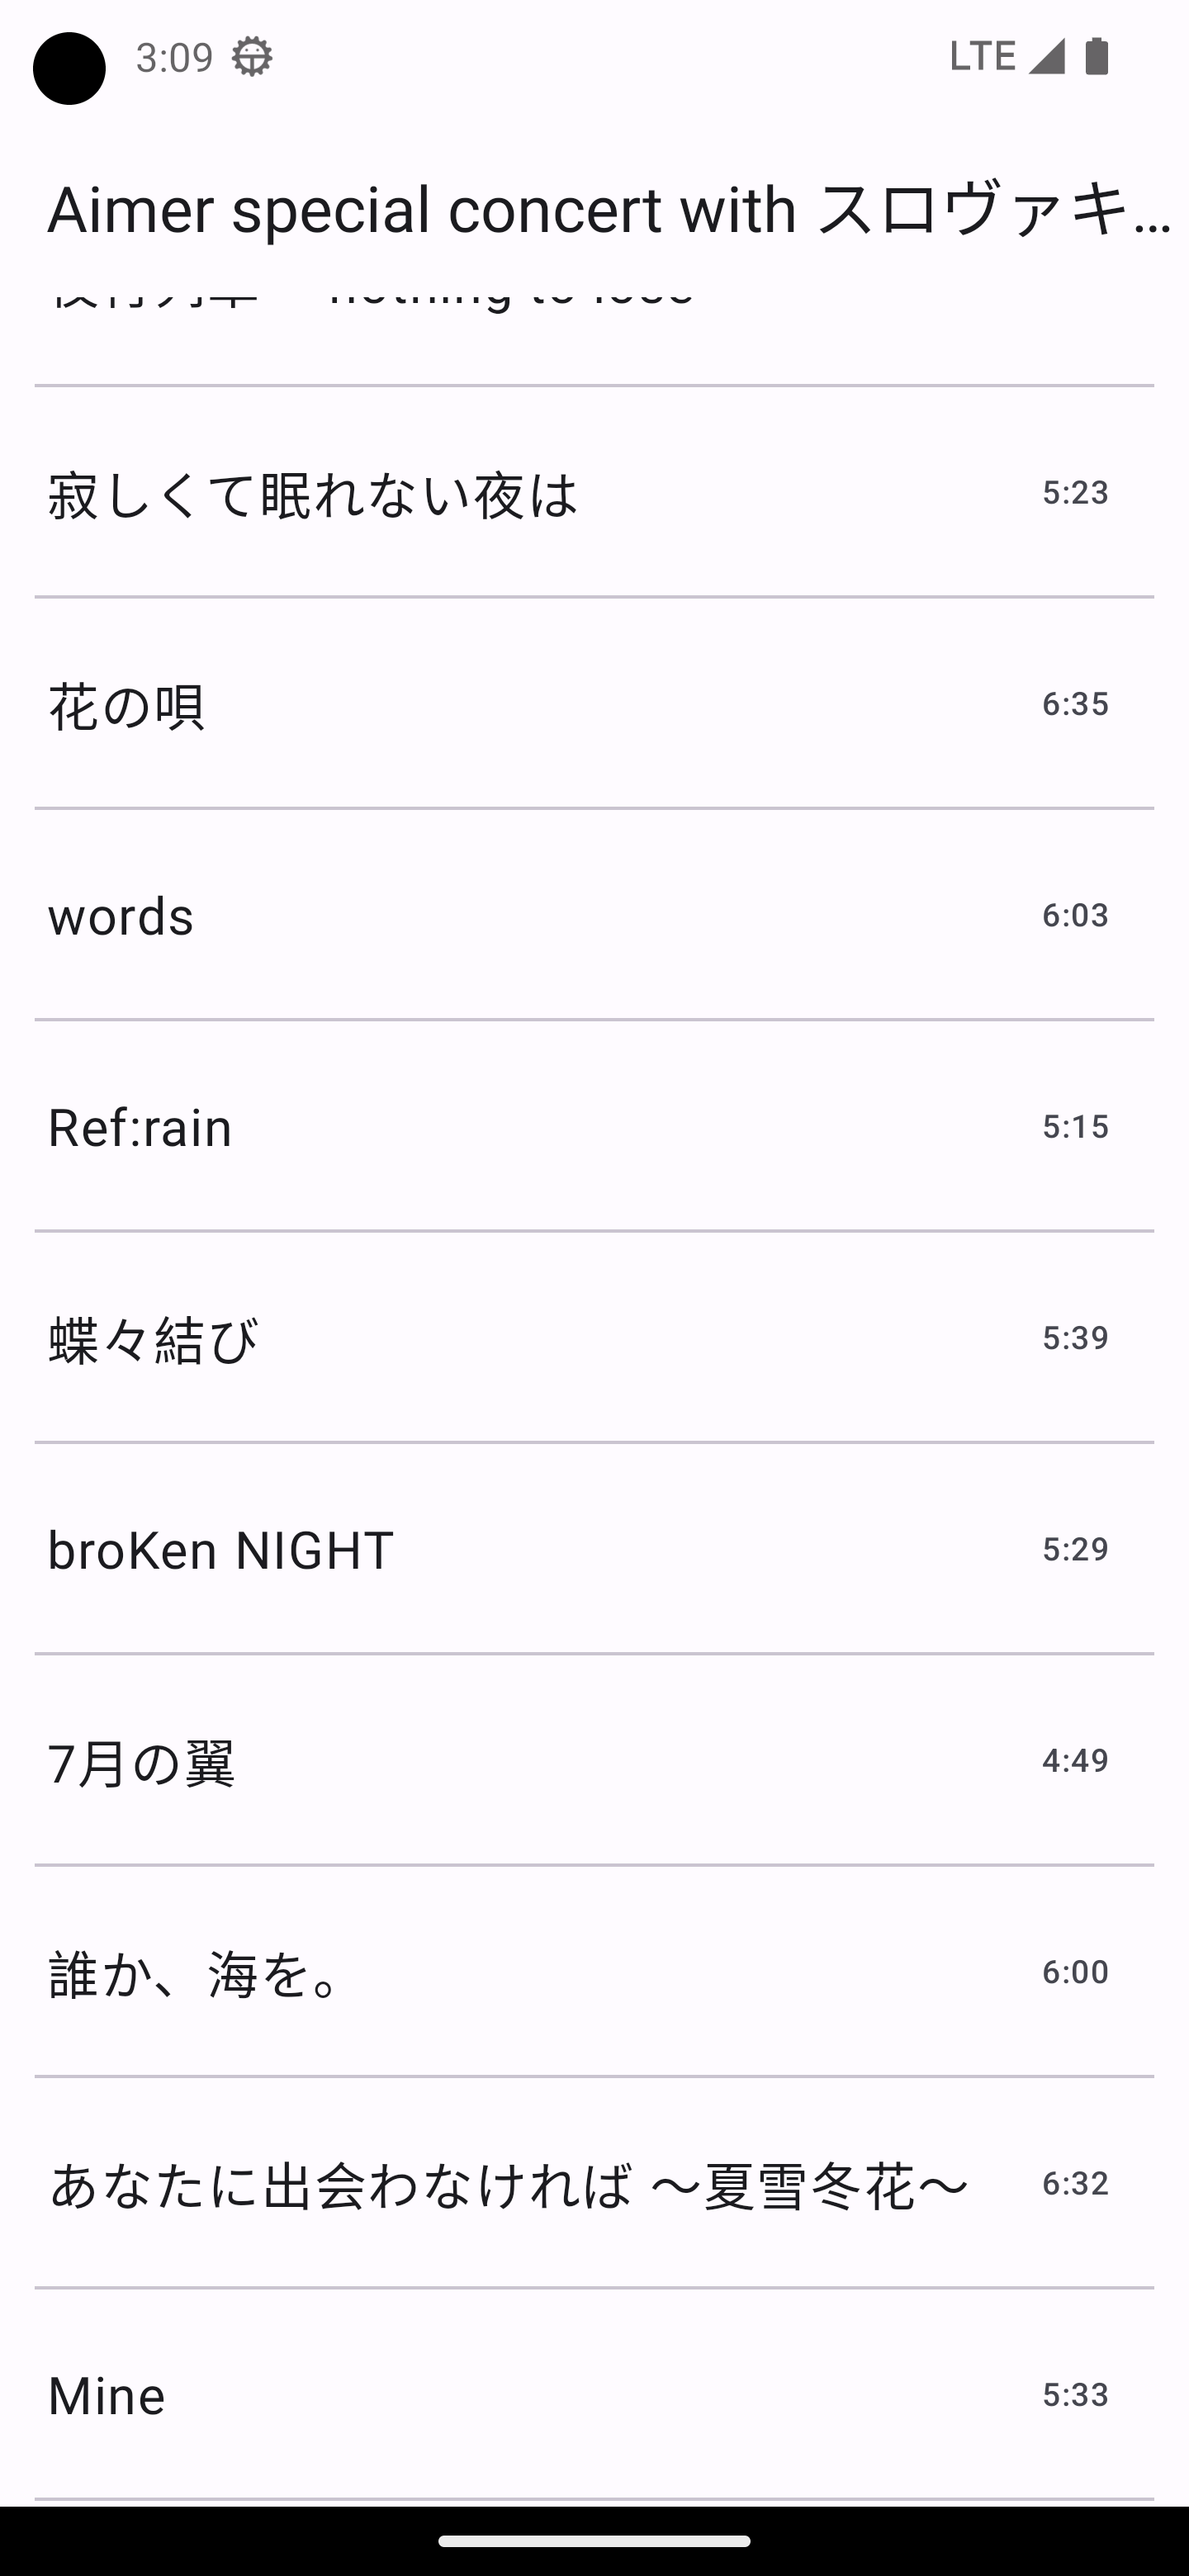 3:09
LTE
Aimer special concert with スロヴァキ…
寂しくて眠れない夜は
5:23
花の唄
6:35
words
6:03
Ref:rain
5:15
蝶々結び
5:39
broKen NIGHT
5:29
7月の翼
4:49
誰か、海を。
6:00
あなたに出会わなければ 〜夏雪冬花〜
6:32
Mine
5:33